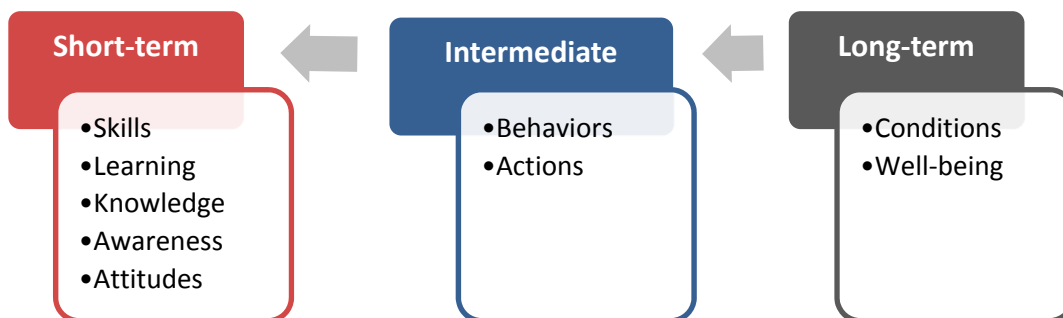 Short-term
•Skills
•Learning
•Knowledge
•Awareness
•Attitudes
Intermediate
•Behaviors
•Actions
Long-term
•Conditions
•Well-being